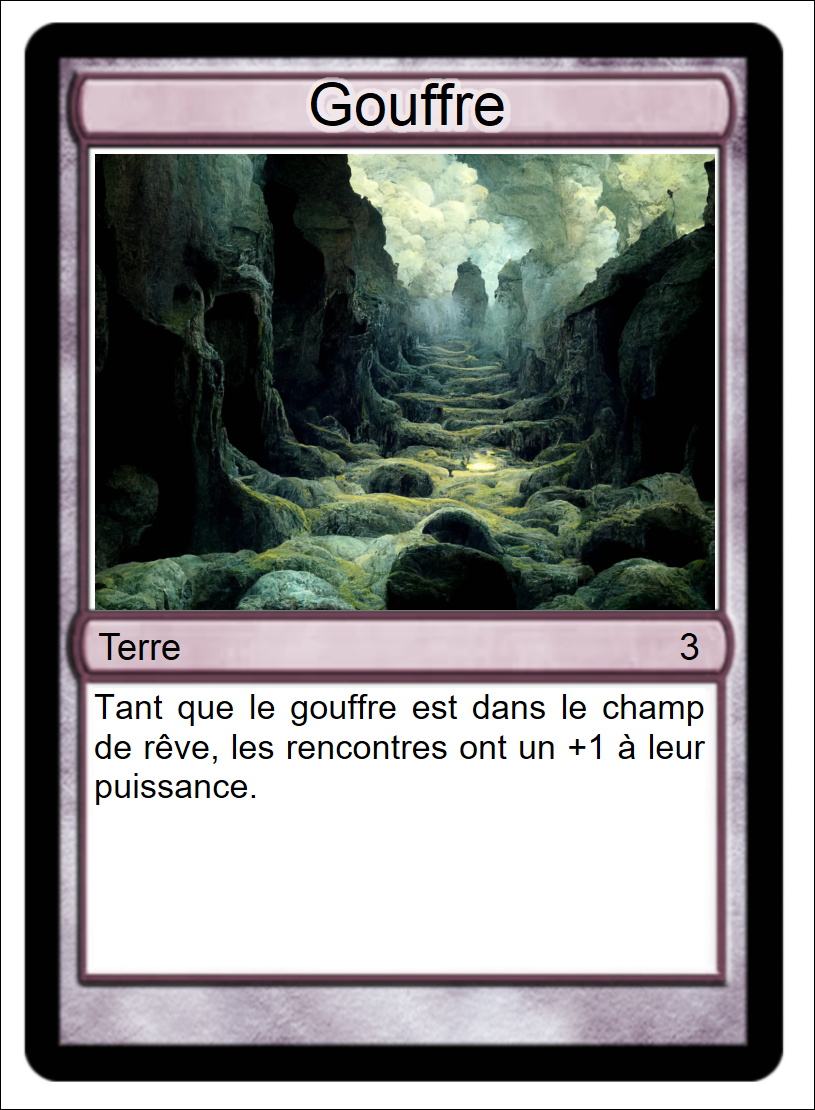 Gouffre
Terre 3
Tant que le gouffre est dans le champ
de rêve, les rencontres ont un +1 à leur
puissance.